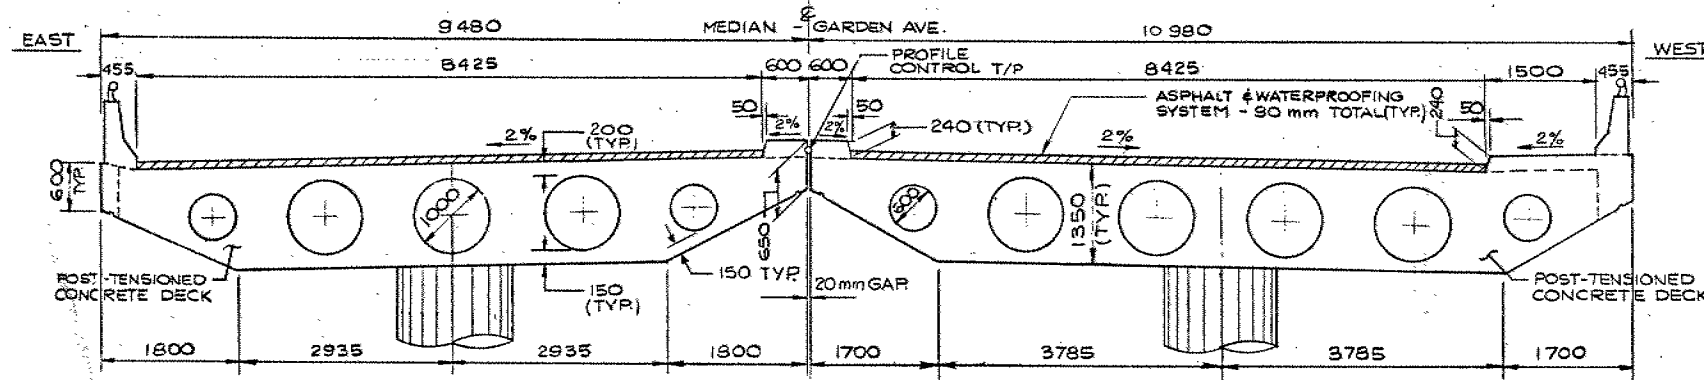 9480
MEDIAN - ℄ GARDEN AVE.
10 980
EAST
WEST
455
8425
600
600
PROFILE
CONTROL T/P
8425
1500
455
50
50
ASPHALT & WATERPROOFING
SYSTEM - 90 mm TOTAL (TYP.)
240
50
2%
200
(TYP.)
2%
2%
240 (TYP.)
2%
2%
600
TYP.
1000
650
600
1350
(TYP.)
POST-TENSIONED
CONCRETE DECK
150
(TYP.)
150 TYP.
20mm GAP.
POST-TENSIONED
CONCRETE DECK
1800
2935
2935
1800
1700
3785
3785
1700